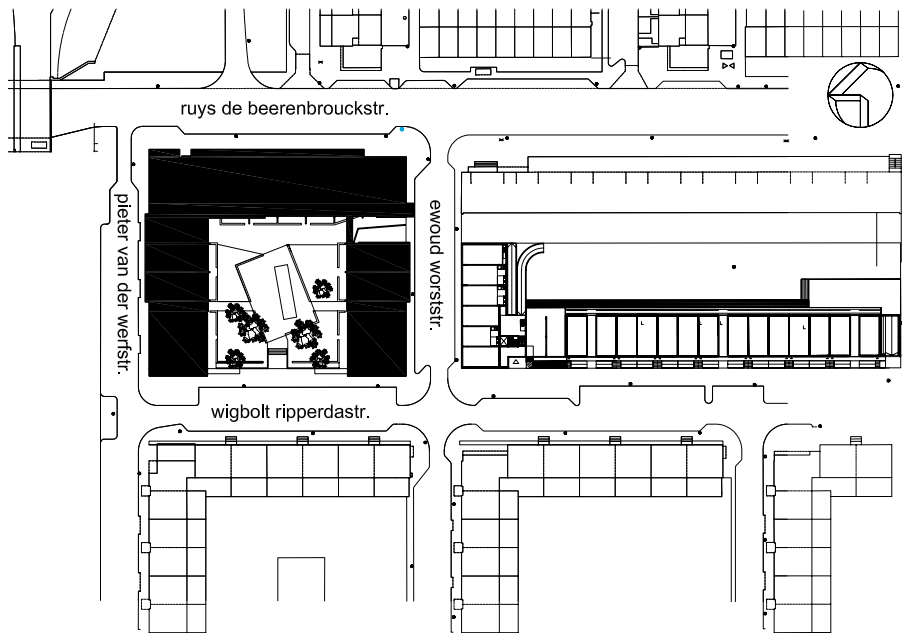 ruys de beerenbrouckstr.
pieter van der werfstr.
ewoud worststr.
wigbolt ripperdastr.